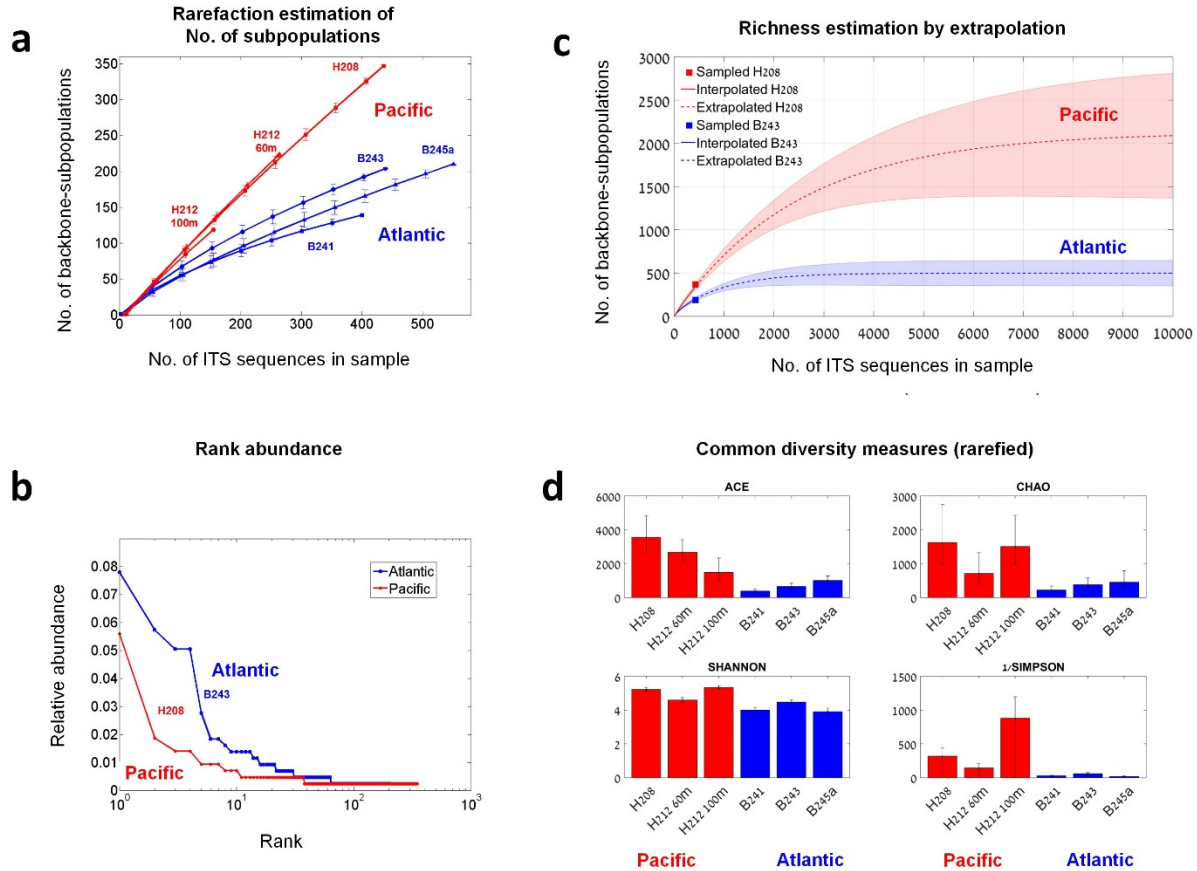 a
Rarefaction estimation of
No. of subpopulations
No. of backbone-subpopulations
350
300
250
200
150
100
50
0
0 100 200 300 400 500
H208
Pacific
H212
60m
H212
100m
B243
B245a
B241
Atlantic
No. of ITS sequences in sample
c
Richness estimation by extrapolation
No. of backbone-subpopulations
3000
2500
2000
1500
1000
500
0
0 1000 2000 3000 4000 5000 6000 7000 8000 9000 10000
Sampled H208
Interpolated H208
Extrapolated H208
Sampled B243
Interpolated B243
Extrapolated B243
Pacific
Atlantic
No. of ITS sequences in sample
b
Rank abundance
Relative abundance
0.08
0.07
0.06
0.05
0.04
0.03
0.02
0.01
0
10^0 10^1 10^2 10^3
Atlantic
Pacific
Atlantic
B243
H208
Pacific
Rank
d
Common diversity measures (rarefied)
ACE
6000
4000
2000
0
H208 H212 60m H212 100m B241 B243 B245a
CHAO
3000
2000
1000
0
H208 H212 60m H212 100m B241 B243 B245a
SHANNON
6
4
2
0
H208 H212 60m H212 100m B241 B243 B245a
1/SIMPSON
1500
1000
500
0
H208 H212 60m H212 100m B241 B243 B245a
Pacific Atlantic
Pacific Atlantic